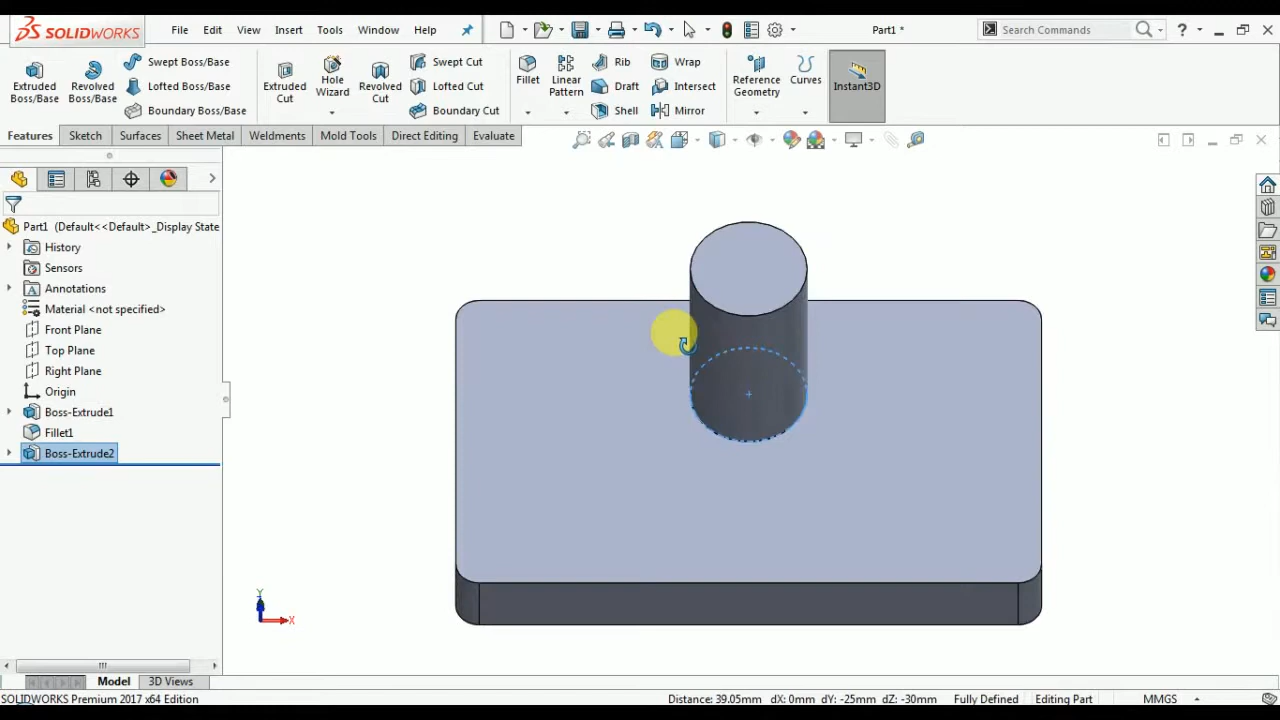 SOLIDWORKS File Edit View Insert Tools Window Help Part1 * Search Commands ?
Extruded Boss/Base Revolved Boss/Base Swept Boss/Base Lofted Boss/Base Boundary Boss/Base
Extruded Cut Hole Wizard Revolved Cut Swept Cut Lofted Cut Boundary Cut
Fillet Linear Pattern Rib Draft Shell Wrap Intersect Mirror
Reference Geometry Curves Instant3D
Features Sketch Surfaces Sheet Metal Weldments Mold Tools Direct Editing Evaluate
Part1 (Default<<Default>_Display State
History
Sensors
Annotations
Material <not specified>
Front Plane
Top Plane
Right Plane
Origin
Boss-Extrude1
Fillet1
Boss-Extrude2
Y
X
Model 3D Views
SOLIDWORKS Premium 2017 x64 Edition Distance: 39.05mm dX: 0mm dY: -25mm dZ: -30mm Fully Defined Editing Part MMGS